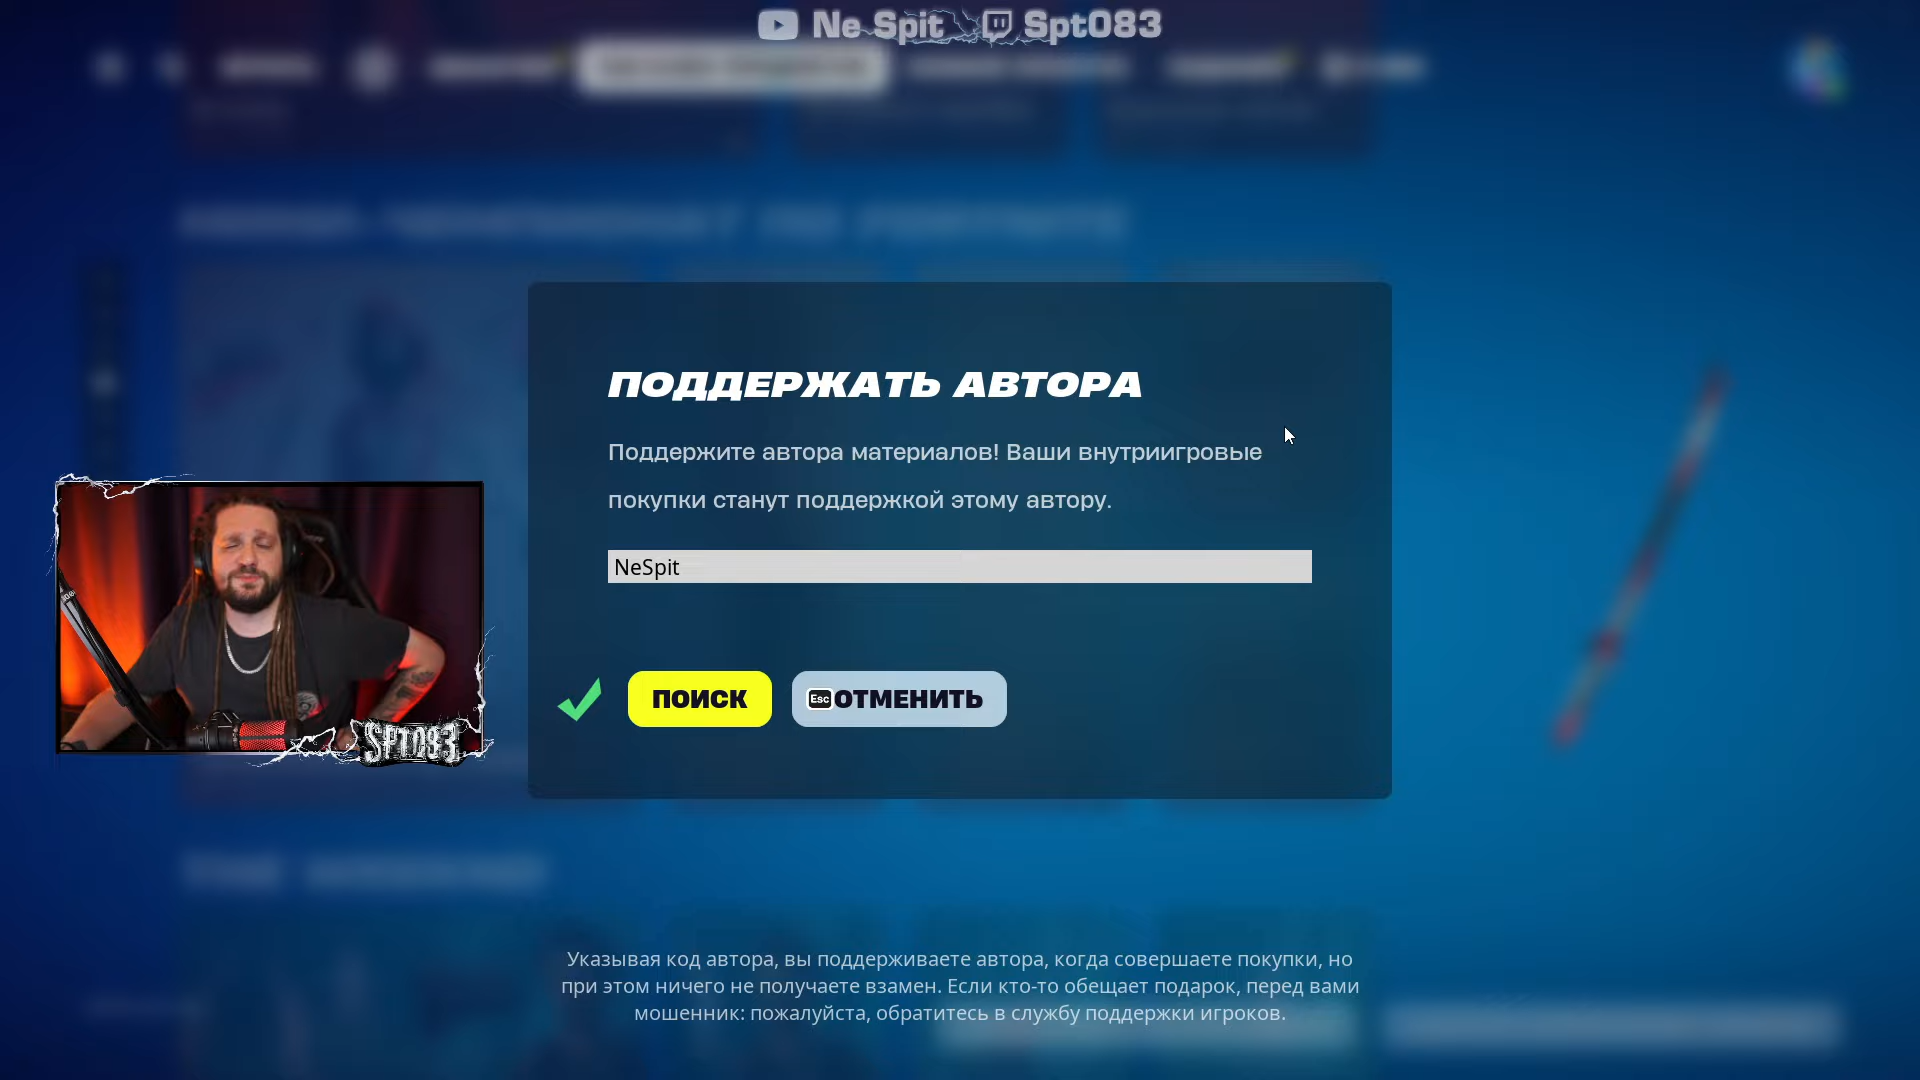 Ne Spit Spt083
ПОДДЕРЖАТЬ АВТОРА
Поддержите автора материалов! Ваши внутриигровые
покупки станут поддержкой этому автору.
NeSpit
ПОИСК
Esc ОТМЕНИТЬ
SPT083
Указывая код автора, вы поддерживаете автора, когда совершаете покупки, но
при этом ничего не получаете взамен. Если кто-то обещает подарок, перед вами
мошенник: пожалуйста, обратитесь в службу поддержки игроков.